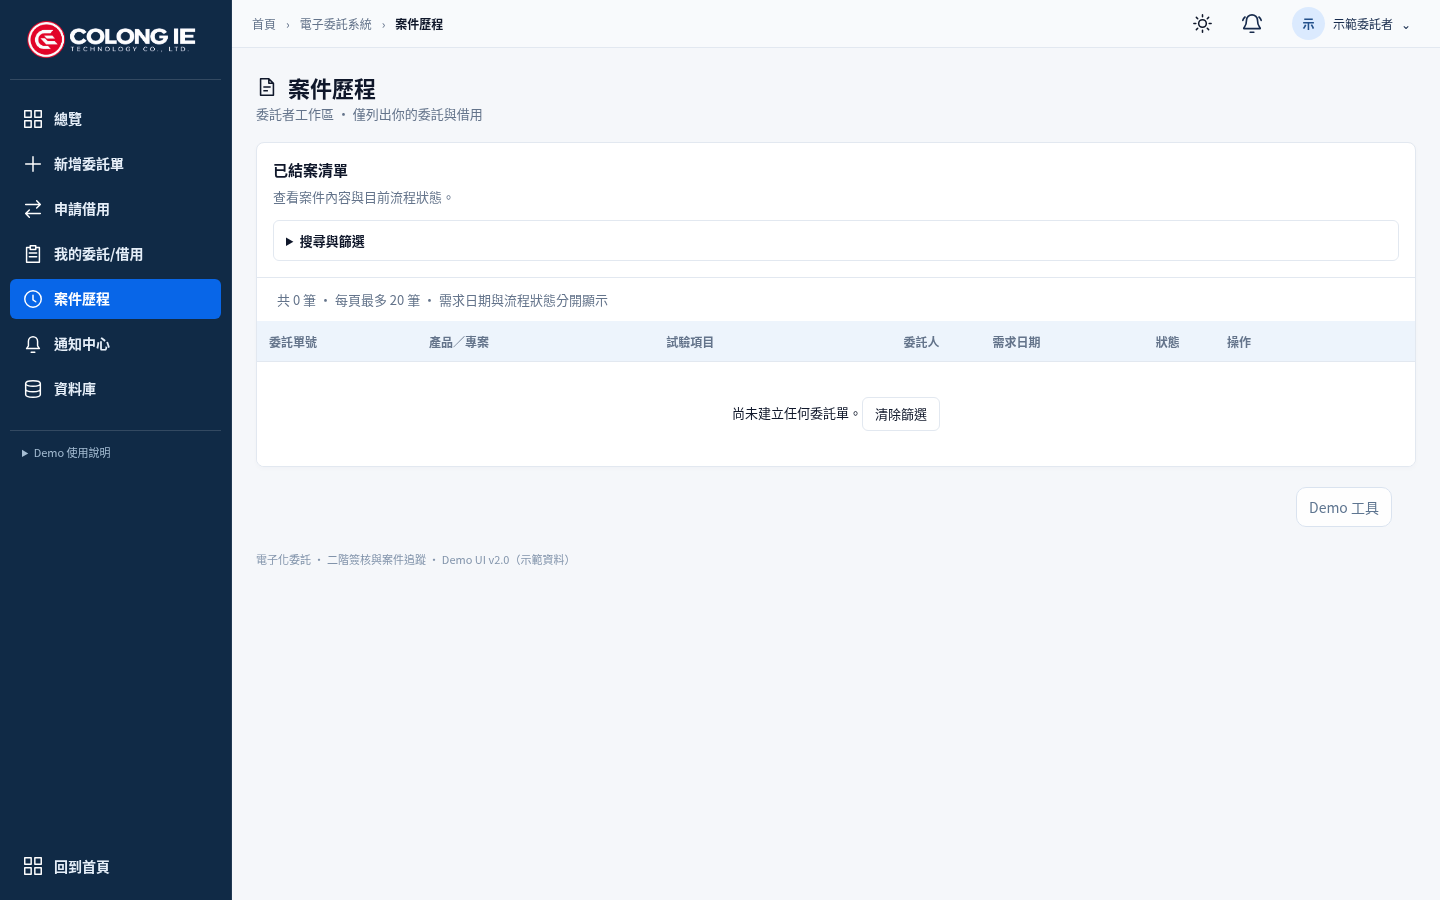 COLONG IE
TECHNOLOGY CO., LTD.
總覽
新增委託單
申請借用
我的委託/借用
案件歷程
通知中心
資料庫
Demo 使用說明
回到首頁
首頁 › 電子委託系統 › 案件歷程
示 示範委託者
案件歷程
委託者工作區 • 僅列出你的委託與借用
已結案清單
查看案件內容與目前流程狀態。
搜尋與篩選
共 0 筆 • 每頁最多 20 筆 • 需求日期與流程狀態分開顯示
委託單號 產品／專案 試驗項目 委託人 需求日期 狀態 操作
尚未建立任何委託單。 清除篩選
Demo 工具
電子化委託 • 二階簽核與案件追蹤 • Demo UI v2.0（示範資料）